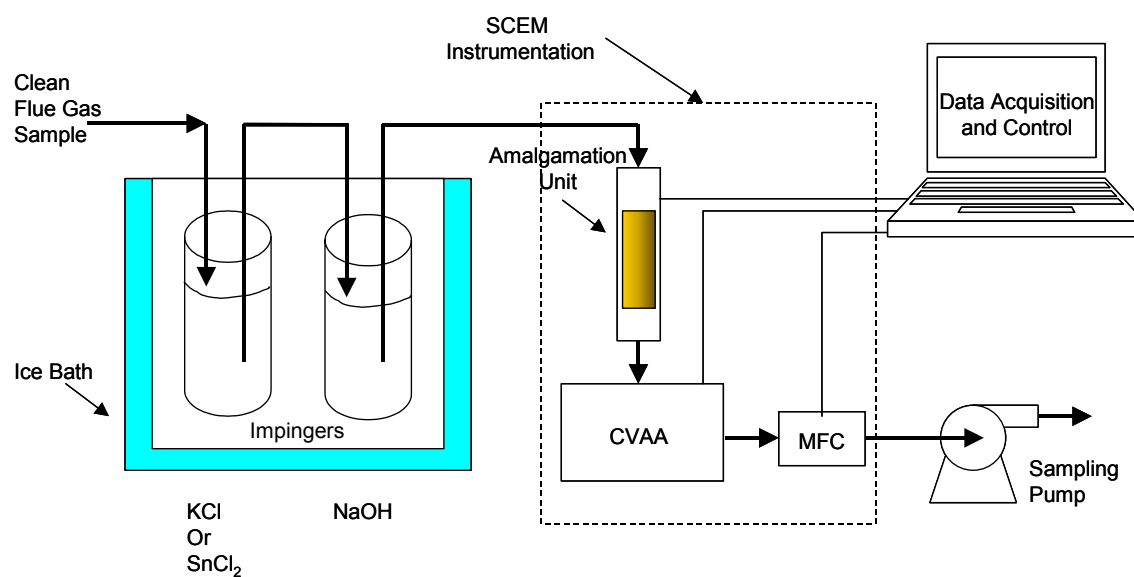 SCEM
Instrumentation
Clean
Flue Gas
Sample
Data Acquisition
and Control
Amalgamation
Unit
Ice Bath
Impingers
CVAA
MFC
Sampling
Pump
KCl
Or
SnCl₂
NaOH